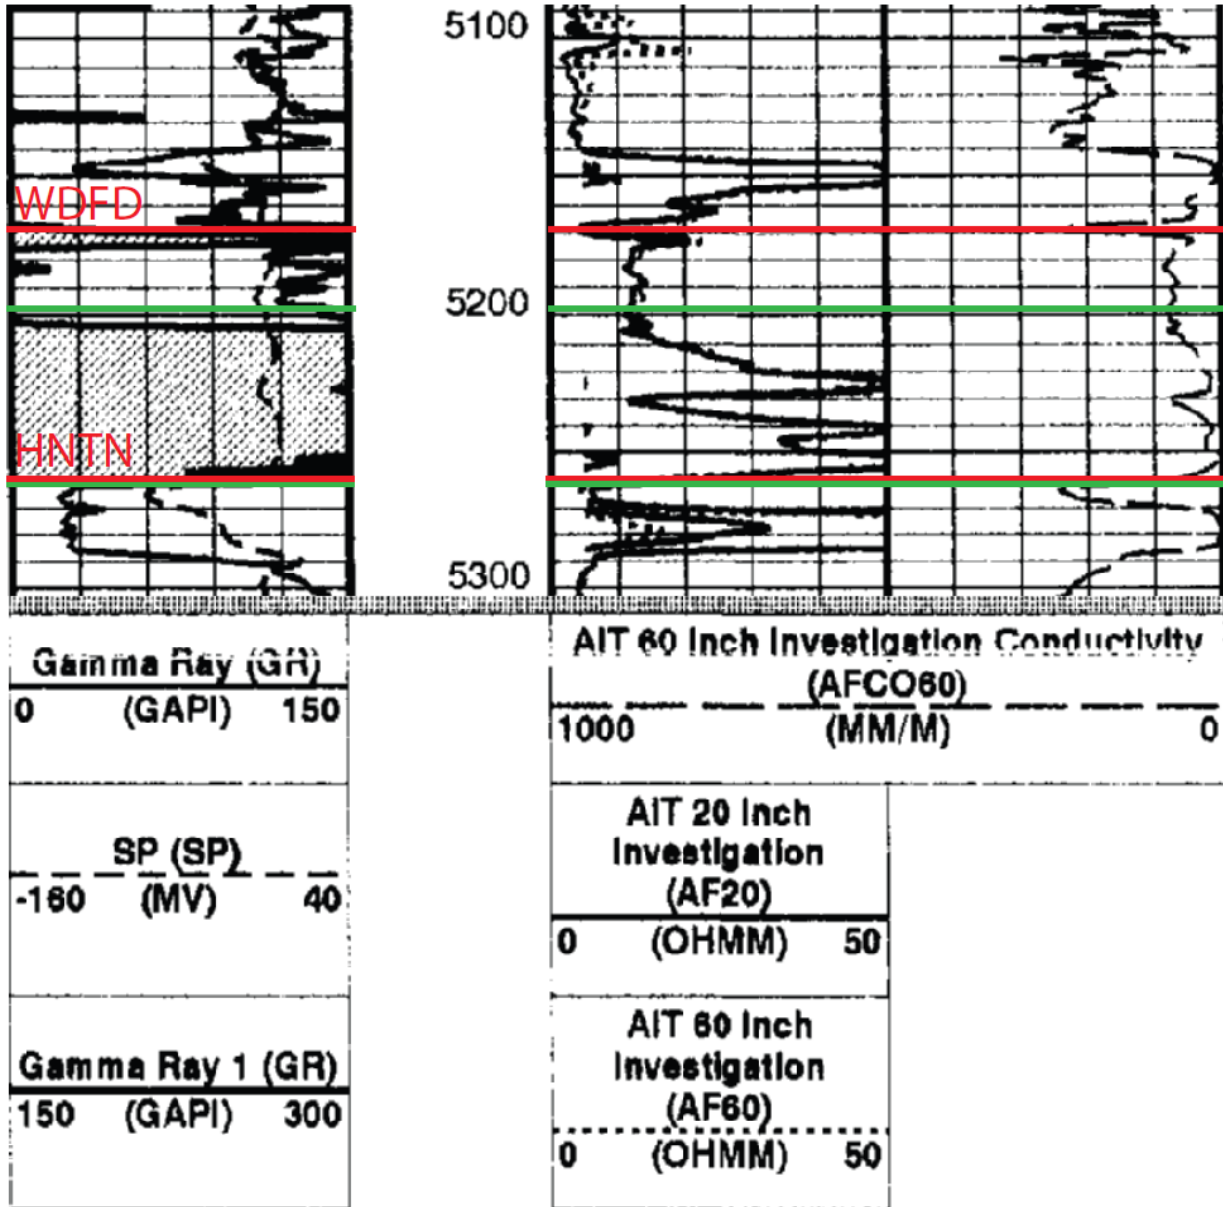 5100
WDFD
5200
HNTN
5300
Gamma Ray (GR)
0 (GAPI) 150
SP (SP)
-160 (MV) 40
Gamma Ray 1 (GR)
150 (GAPI) 300
AIT 60 Inch Investigation Conductivity
(AFCO60)
1000 (MM/M) 0
AIT 20 Inch
Investigation
(AF20)
0 (OHMM) 50
AIT 60 Inch
Investigation
(AF60)
0 (OHMM) 50